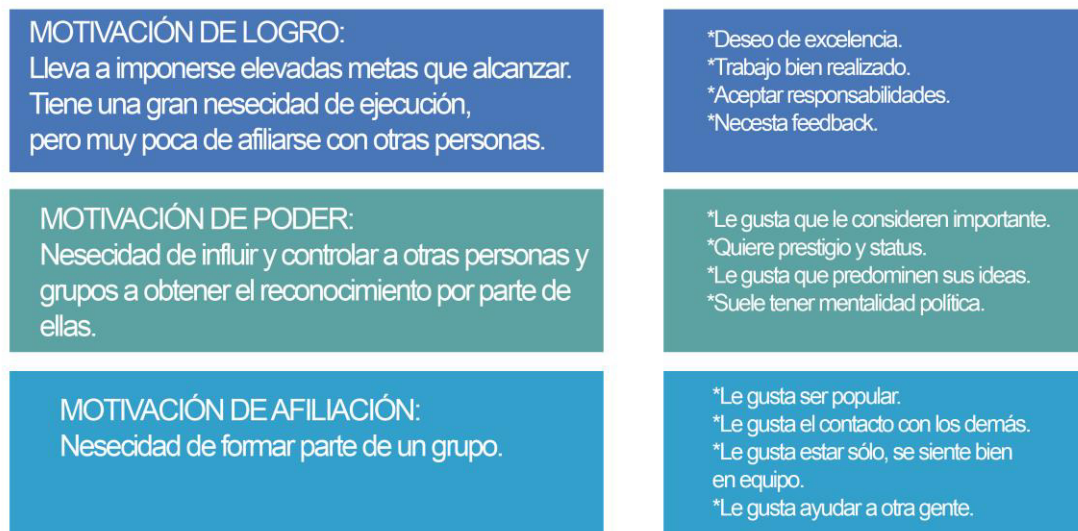 MOTIVACIÓN DE LOGRO:
Lleva a imponerse elevadas metas que alcanzar.
Tiene una gran nesecidad de ejecución,
pero muy poca de afiliarse con otras personas.
*Deseo de excelencia.
*Trabajo bien realizado.
*Aceptar responsabilidades.
*Necesta feedback.
MOTIVACIÓN DE PODER:
Nesecidad de influir y controlar a otras personas y
grupos a obtener el reconocimiento por parte de
ellas.
*Le gusta que le consideren importante.
*Quiere prestigio y status.
*Le gusta que predominen sus ideas.
*Suele tener mentalidad política.
MOTIVACIÓN DE AFILIACIÓN:
Nesecidad de formar parte de un grupo.
*Le gusta ser popular.
*Le gusta el contacto con los demás.
*Le gusta estar sólo, se siente bien
en equipo.
*Le gusta ayudar a otra gente.